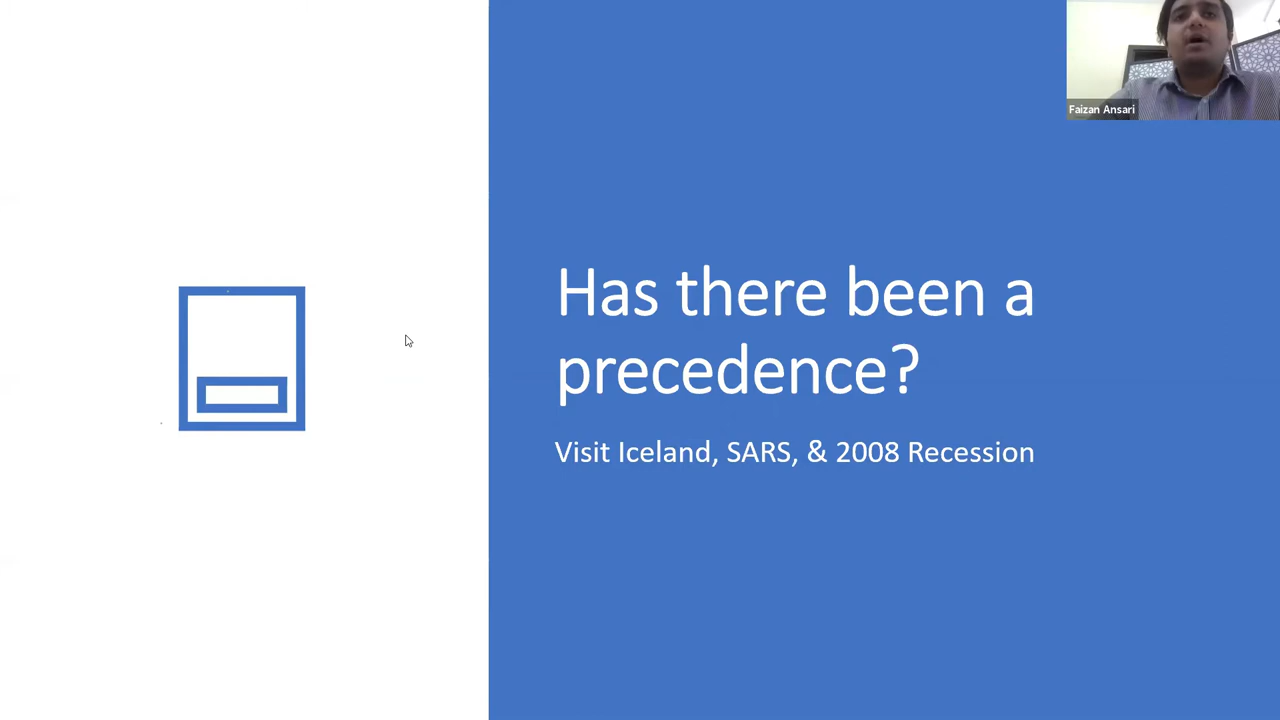 Faizan Ansari
Has there been a
precedence?
Visit Iceland, SARS, & 2008 Recession